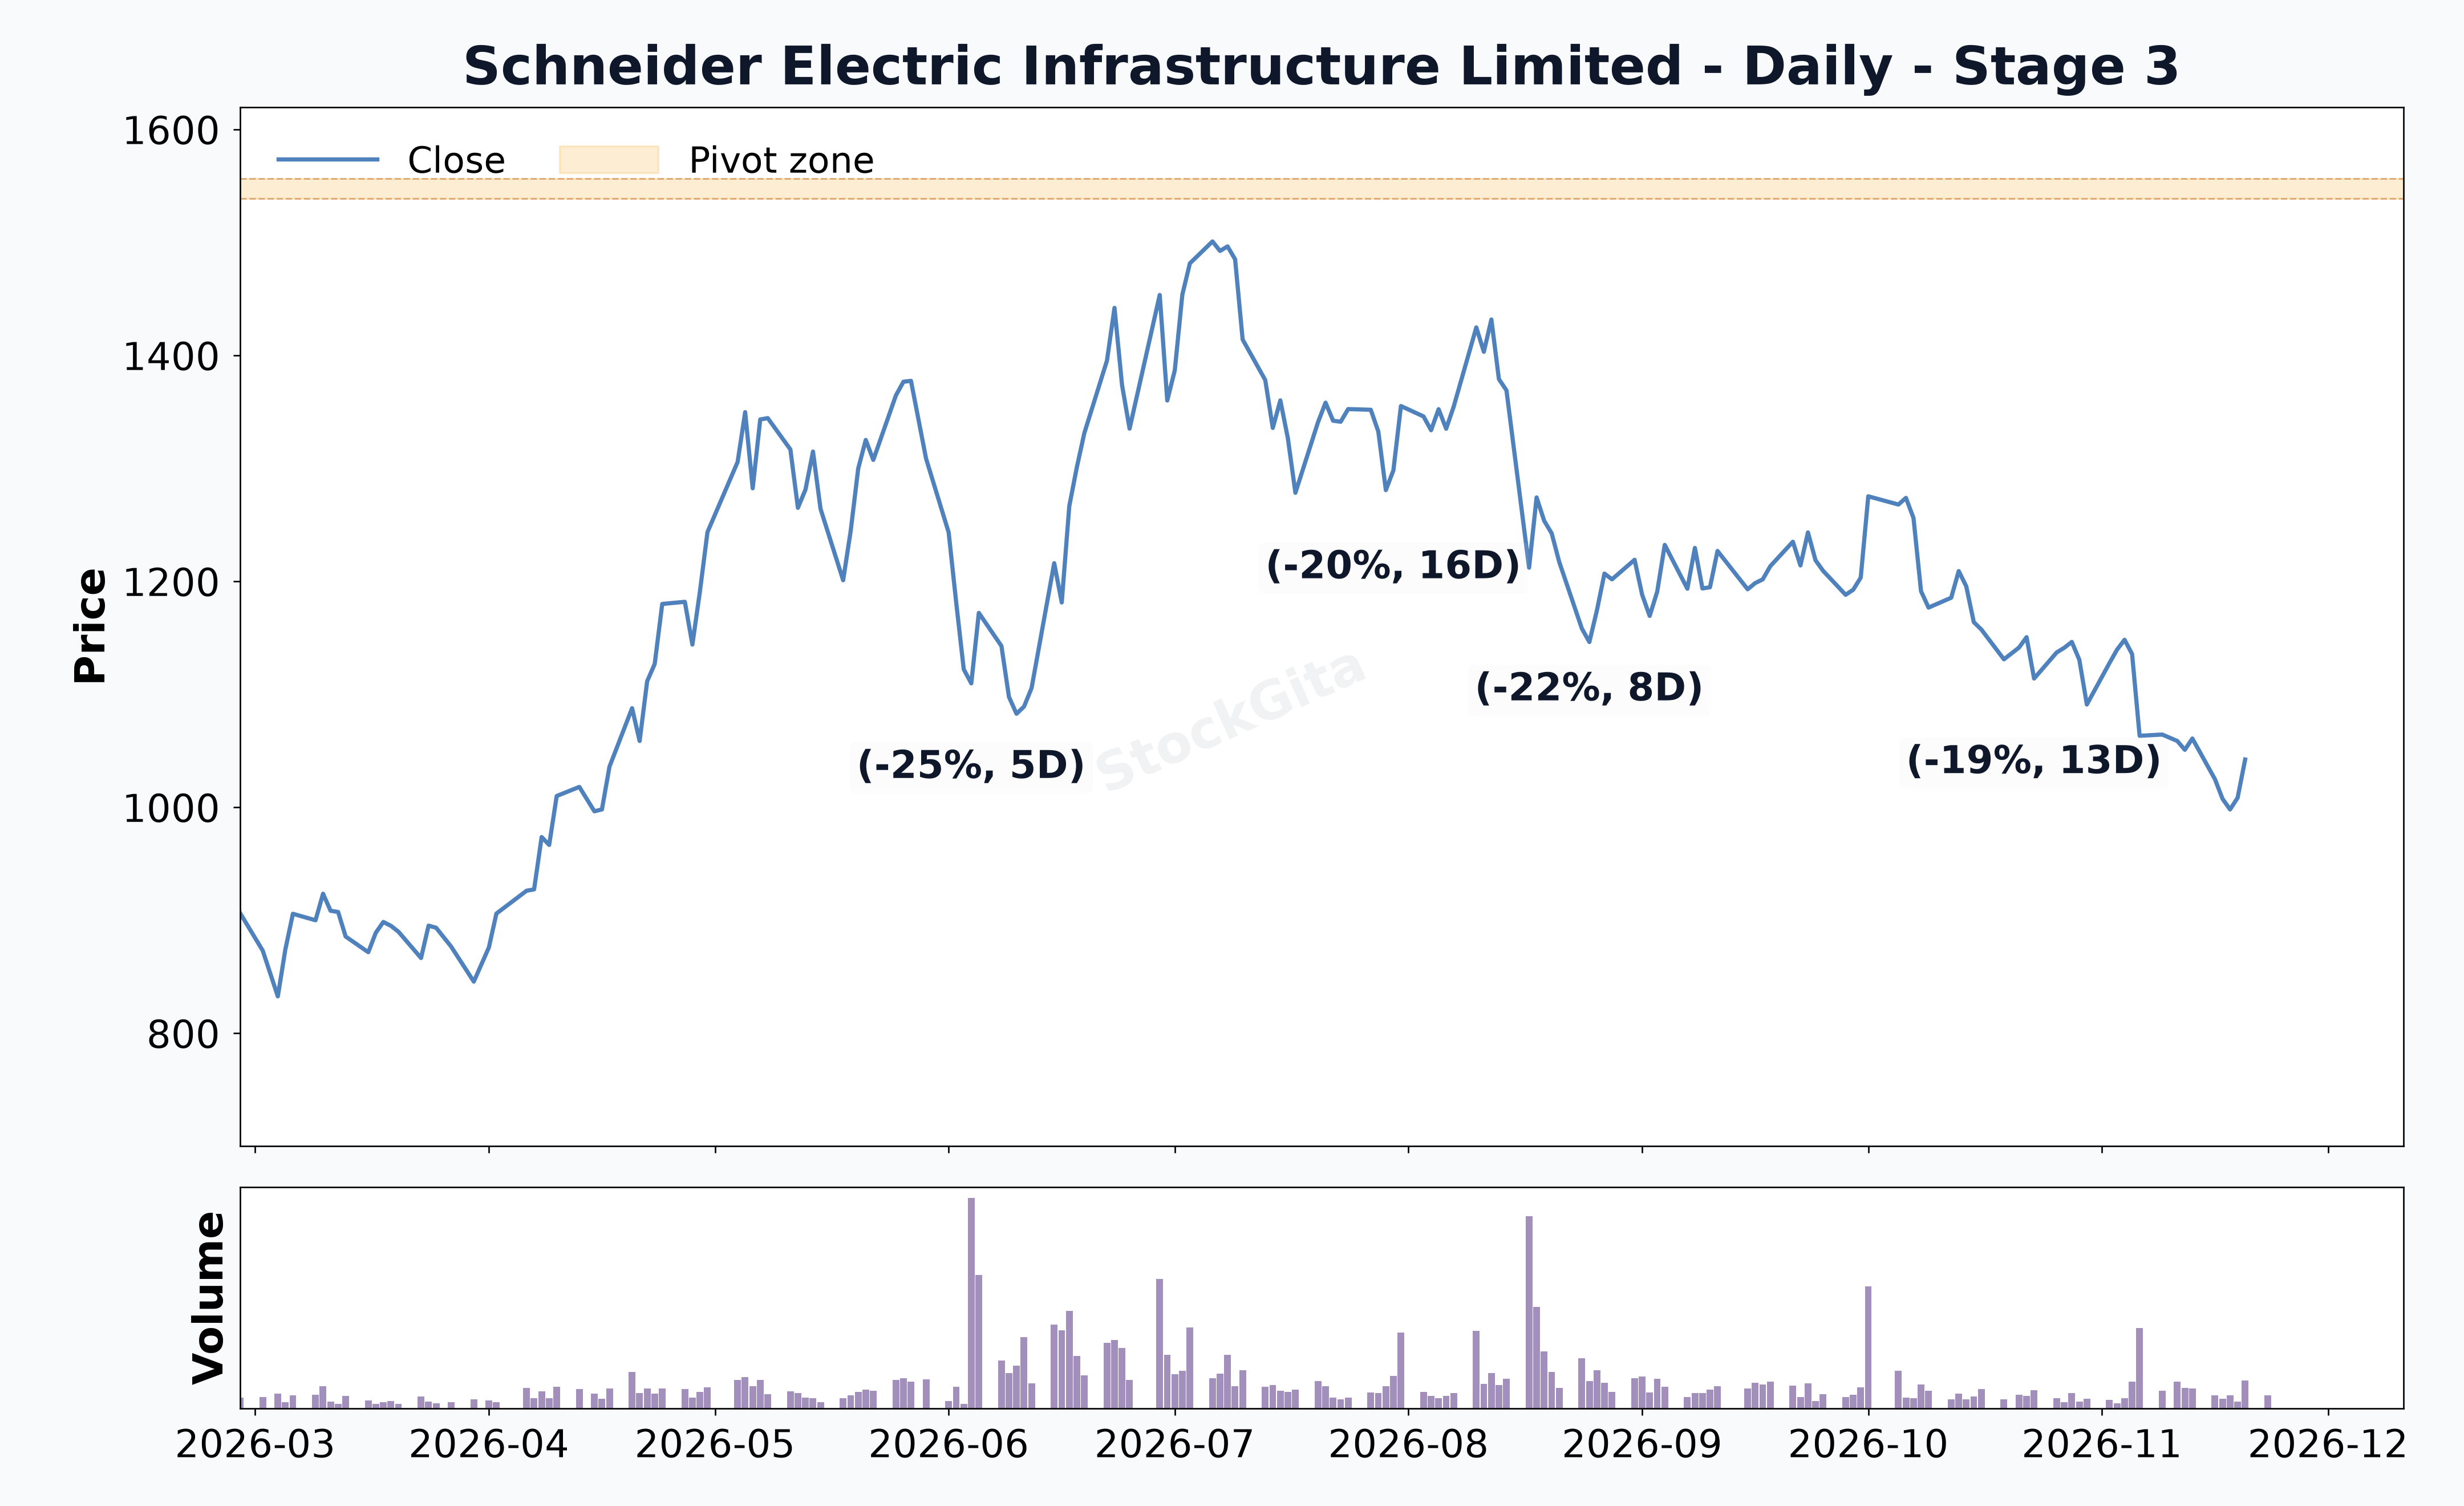 Schneider Electric Infrastructure Limited - Daily - Stage 3
Close
Pivot zone
1600
1400
1200
1000
800
Price
(-25%, 5D)
(-20%, 16D)
(-22%, 8D)
(-19%, 13D)
StockGita
Volume
2026-03
2026-04
2026-05
2026-06
2026-07
2026-08
2026-09
2026-10
2026-11
2026-12